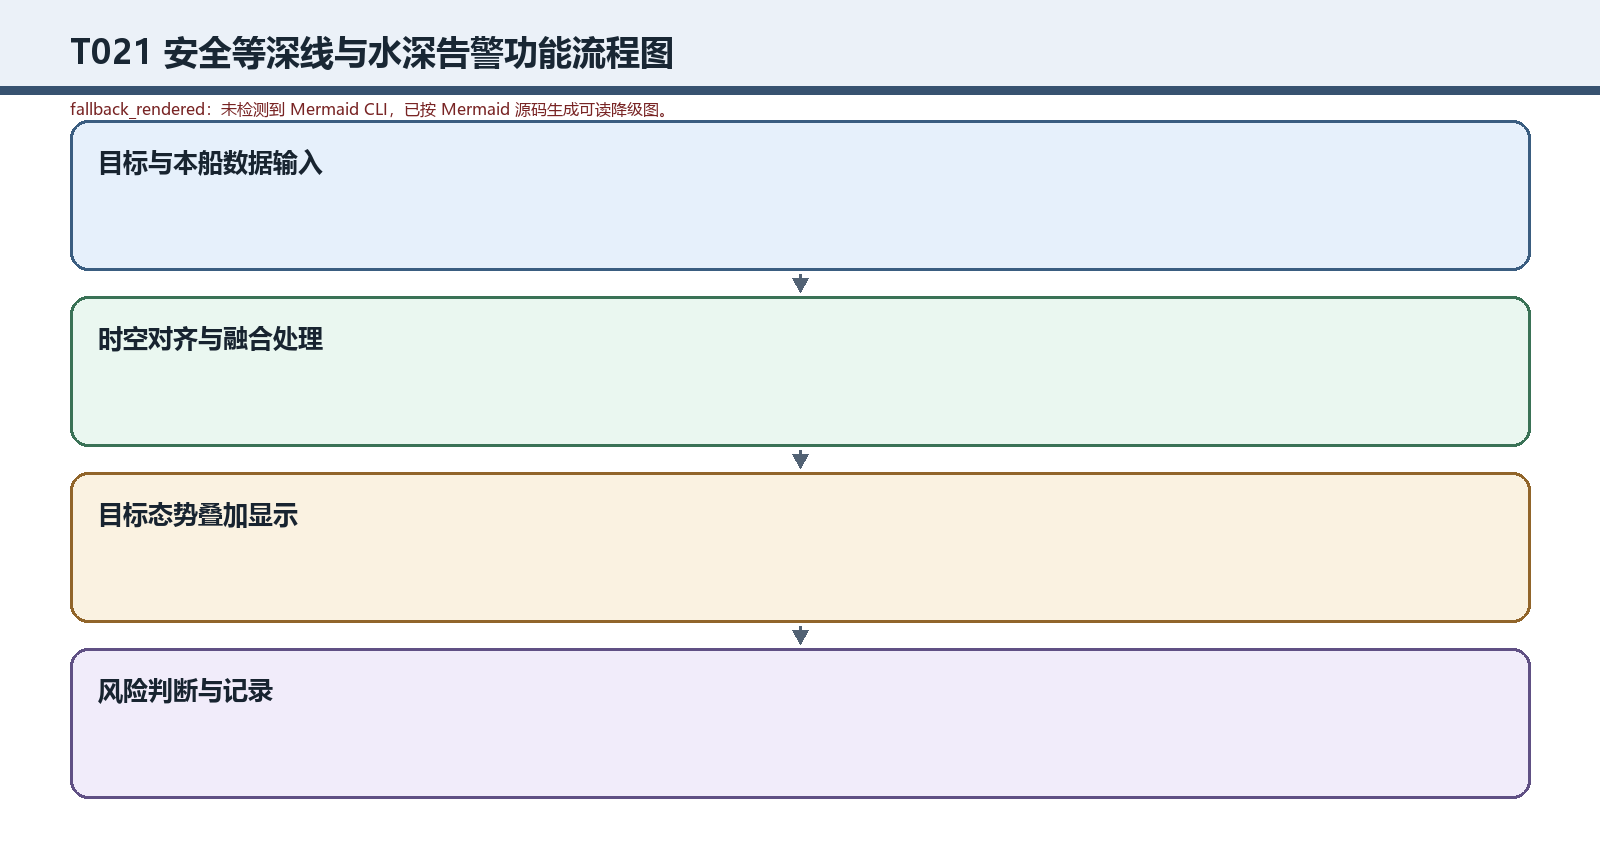 T021 安全等深线与水深告警功能流程图
fallback_rendered：未检测到 Mermaid CLI，已按 Mermaid 源码生成可读降级图。
目标与本船数据输入
时空对齐与融合处理
目标态势叠加显示
风险判断与记录